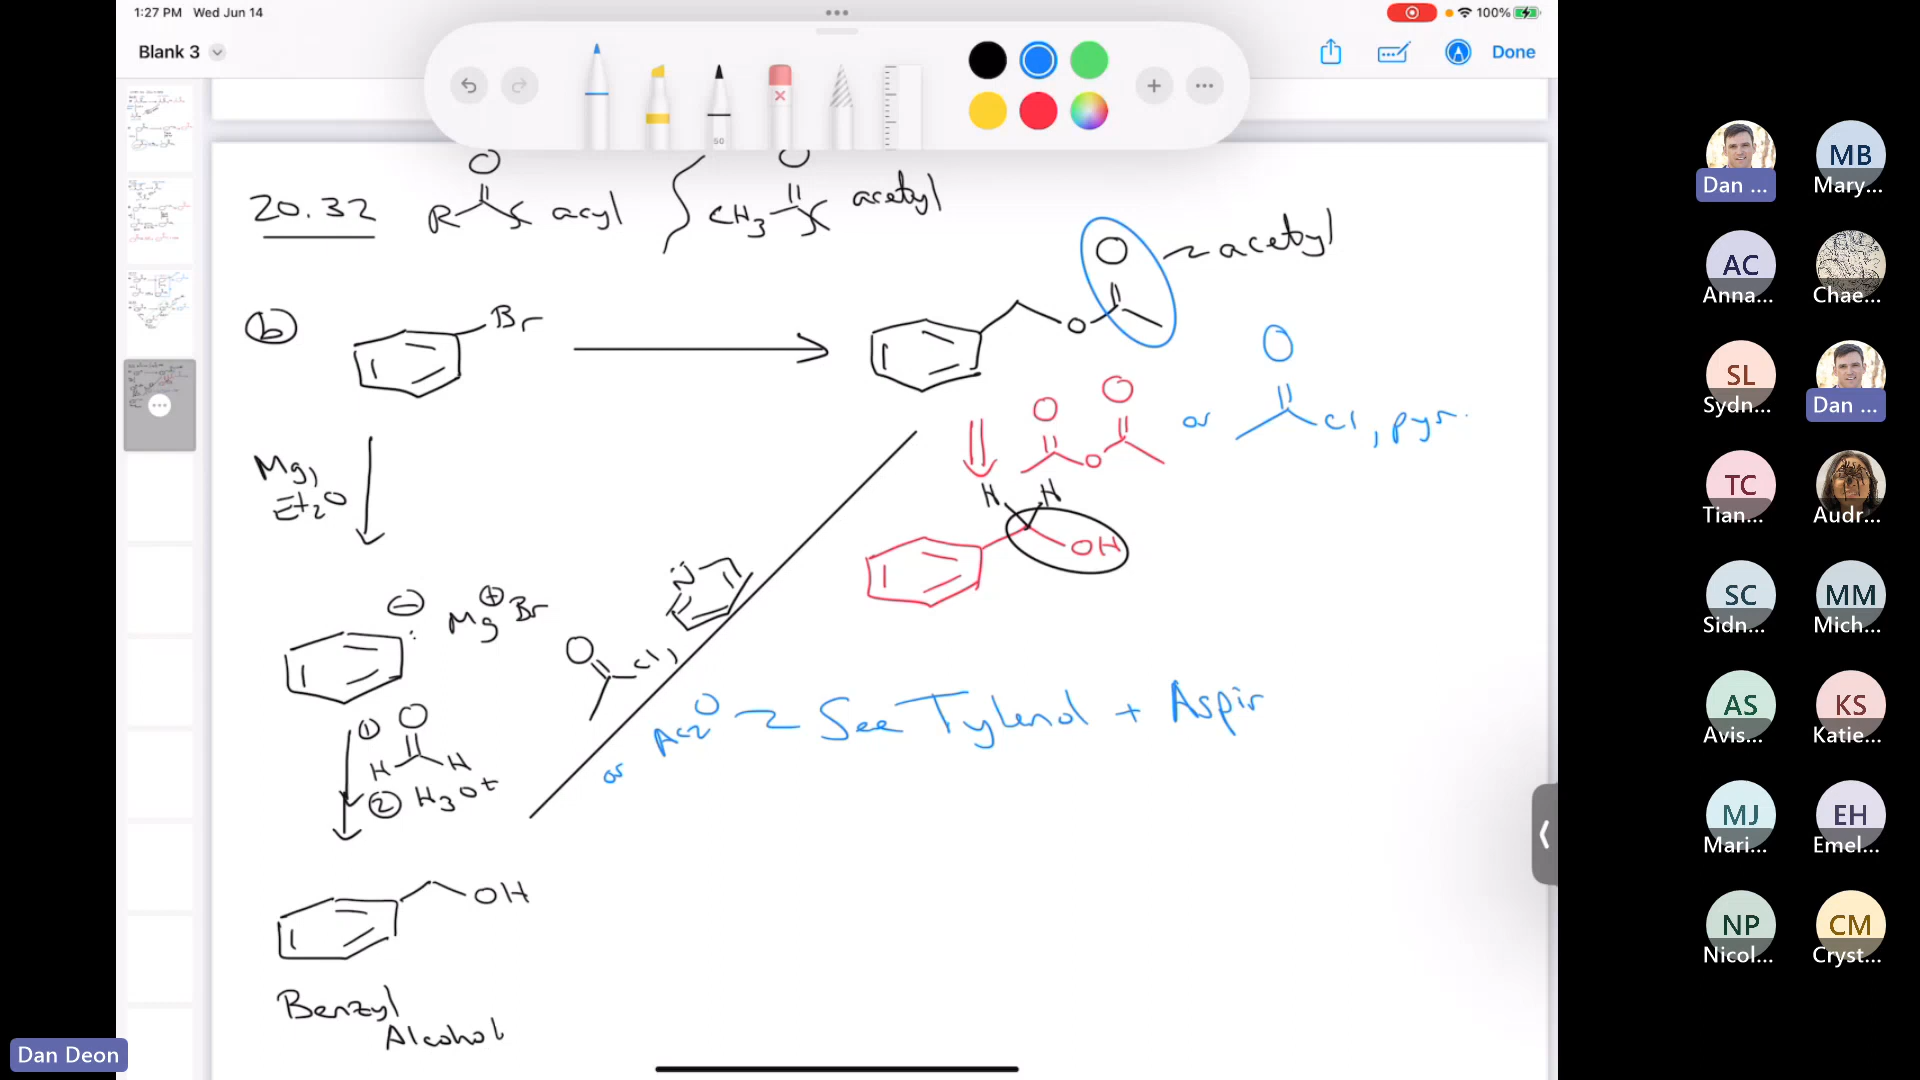 1:27 PM Wed Jun 14
100%
Blank 3
Done
50
20.32
O
R
acyl
O
CH3
acetyl
O
acetyl
O
b
Br
O
O
O
or
O
Cl, pyr.
Mg,
Et2O
H H
OH
⊖
Mg ⊕ Br
N
O
Cl,
①
O
H H
② H3O+
or Ac2O ~ See Tylenol + Aspir
OH
Benzyl
Alcohol
Dan Deon
Dan ...
MB
Mary...
AC
Anna...
Chae...
SL
Sydn...
Dan ...
TC
Tian...
Audr...
SC
Sidn...
MM
Mich...
AS
Avis...
KS
Katie...
MJ
Mari...
EH
Emel...
NP
Nicol...
CM
Cryst...